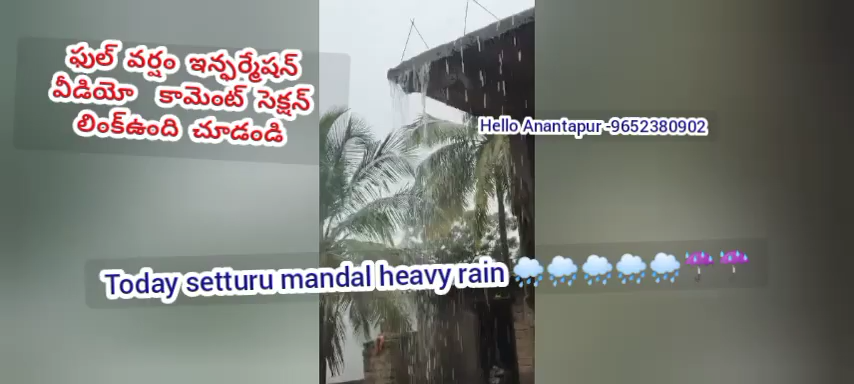 ఫుల్ వర్షం ఇన్ఫర్మేషన్
వీడియో కామెంట్ సెక్షన్
లింక్ఉంది చూడండి
Hello Anantapur -9652380902
Today setturu mandal heavy rain 🌧🌧🌧🌧🌧☔☔